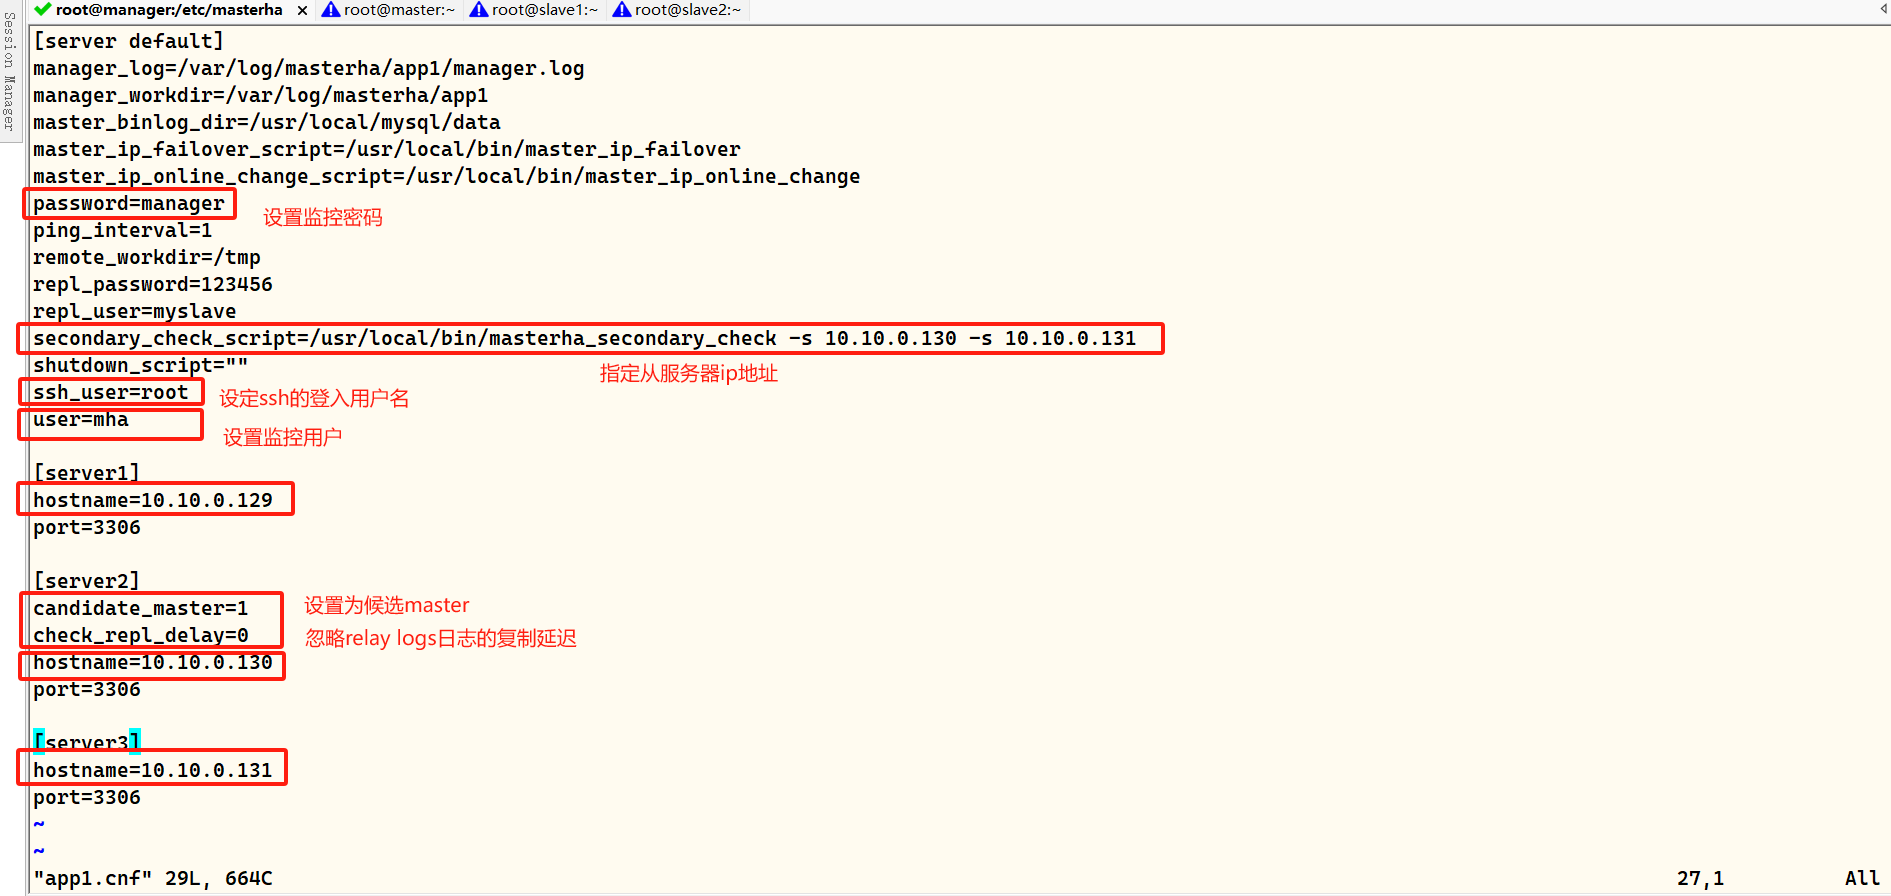 Session Manager
root@manager:/etc/masterha × root@master:~ root@slave1:~ root@slave2:~
[server default]
manager_log=/var/log/masterha/app1/manager.log
manager_workdir=/var/log/masterha/app1
master_binlog_dir=/usr/local/mysql/data
master_ip_failover_script=/usr/local/bin/master_ip_failover
master_ip_online_change_script=/usr/local/bin/master_ip_online_change
password=manager
设置监控密码
ping_interval=1
remote_workdir=/tmp
repl_password=123456
repl_user=myslave
secondary_check_script=/usr/local/bin/masterha_secondary_check -s 10.10.0.130 -s 10.10.0.131
shutdown_script=""
指定从服务器ip地址
ssh_user=root
设定ssh的登入用户名
user=mha
设置监控用户
[server1]
hostname=10.10.0.129
port=3306
[server2]
candidate_master=1
设置为候选master
check_repl_delay=0
忽略relay logs日志的复制延迟
hostname=10.10.0.130
port=3306
[server3]
hostname=10.10.0.131
port=3306
~
~
"app1.cnf" 29L, 664C 27,1 All